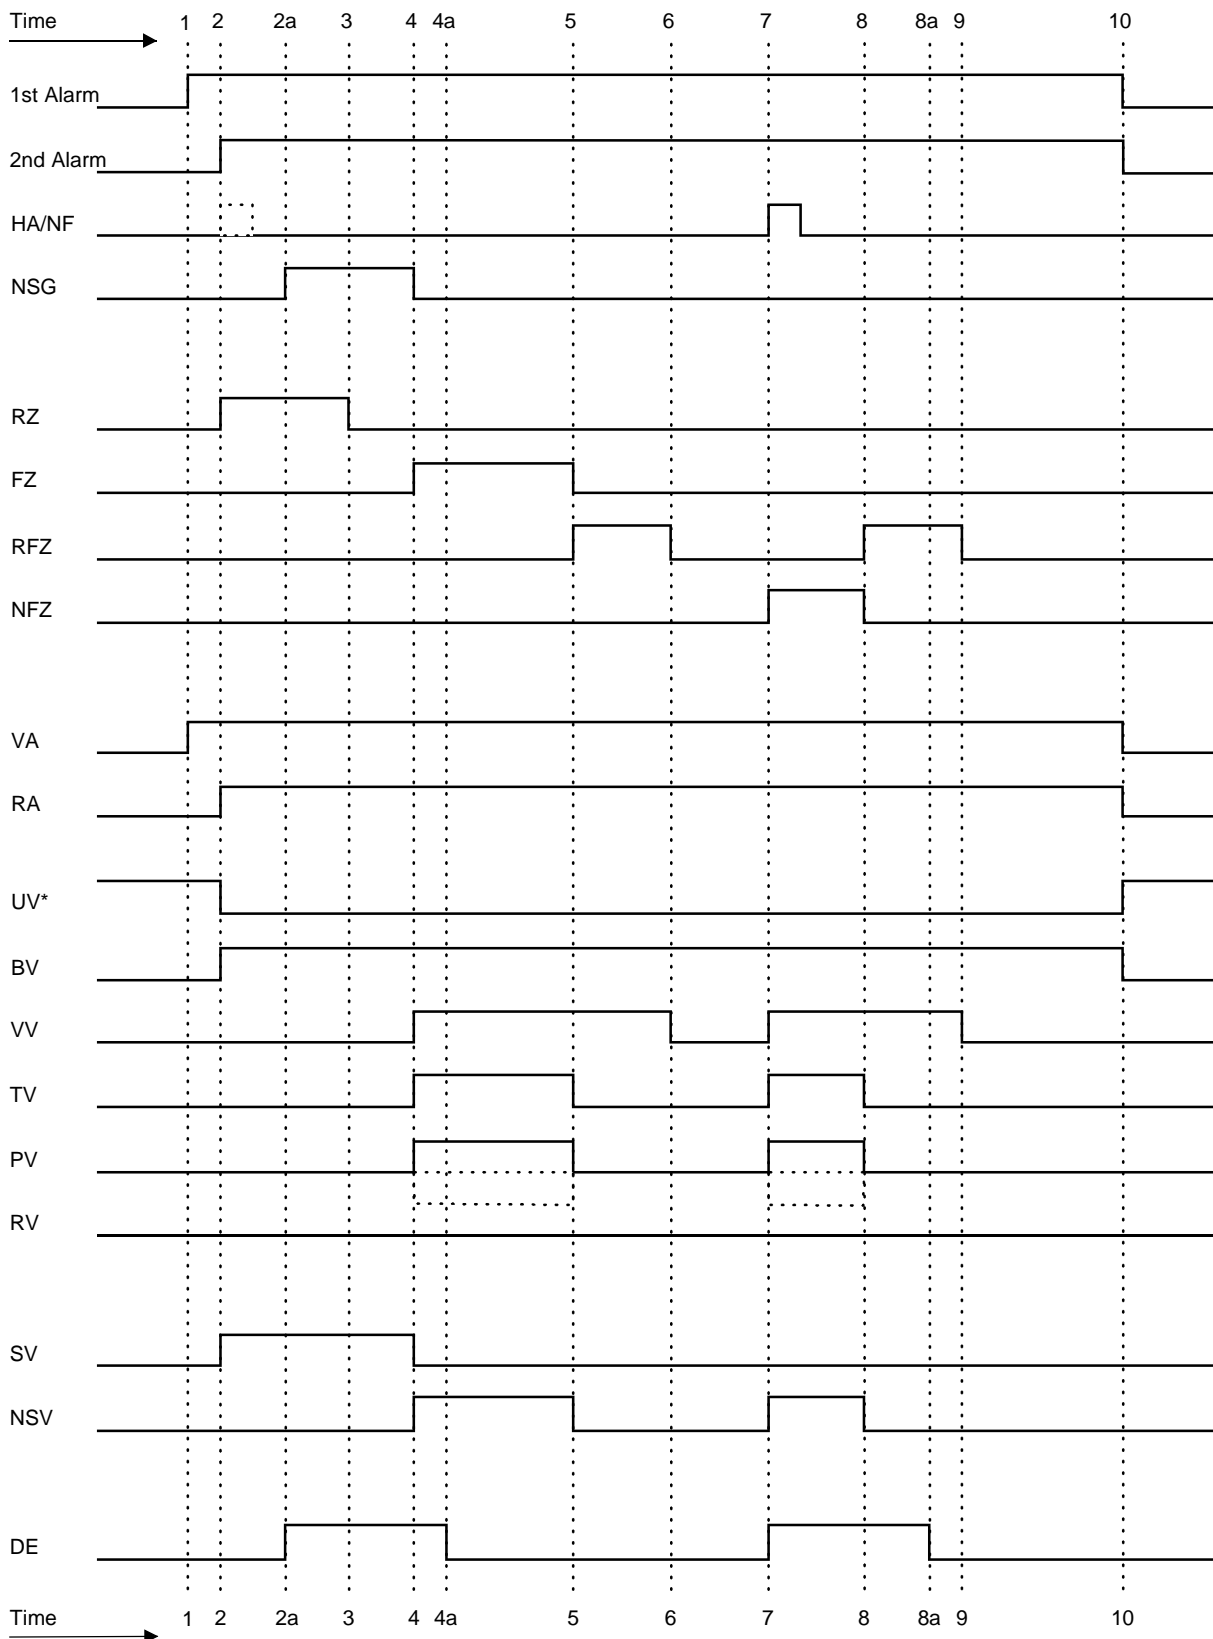 Time 1 2 2a 3 4 4a 5 6 7 8 8a 9 10
1st Alarm
2nd Alarm
HA/NF
NSG
RZ
FZ
RFZ
NFZ
VA
RA
UV*
BV
VV
TV
PV
RV
SV
NSV
DE
Time 1 2 2a 3 4 4a 5 6 7 8 8a 9 10